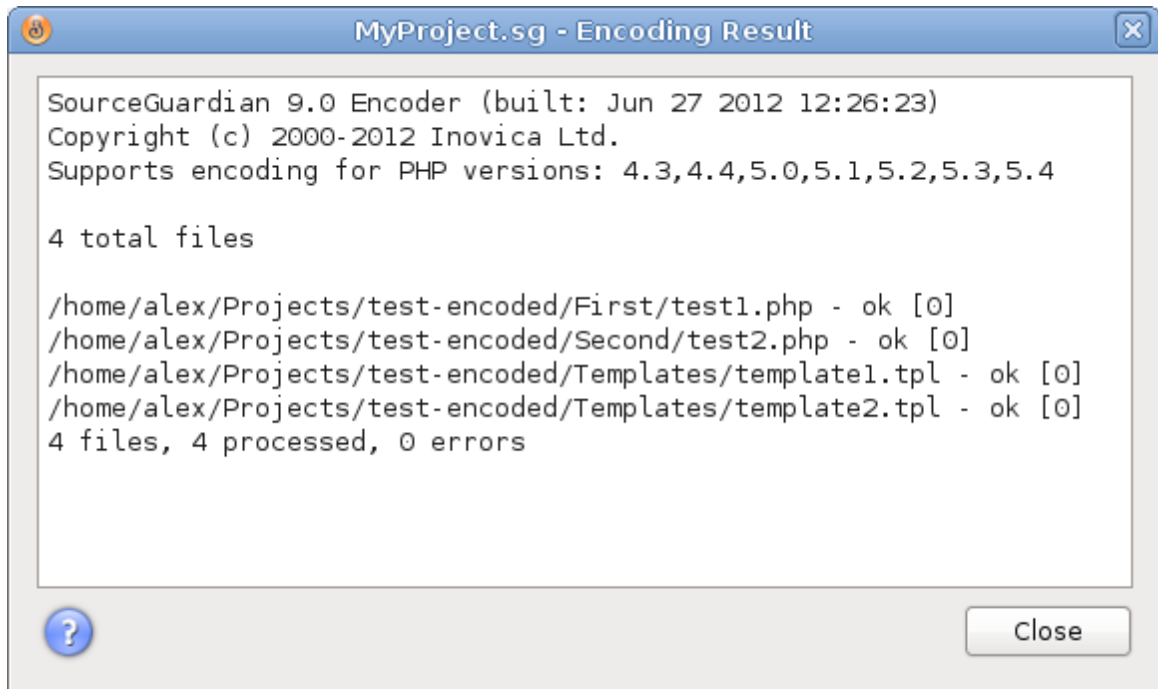 MyProject.sg - Encoding Result
SourceGuardian 9.0 Encoder (built: Jun 27 2012 12:26:23)
Copyright (c) 2000-2012 Inovica Ltd.
Supports encoding for PHP versions: 4.3,4.4,5.0,5.1,5.2,5.3,5.4
4 total files
/home/alex/Projects/test-encoded/First/test1.php - ok [0]
/home/alex/Projects/test-encoded/Second/test2.php - ok [0]
/home/alex/Projects/test-encoded/Templates/template1.tpl - ok [0]
/home/alex/Projects/test-encoded/Templates/template2.tpl - ok [0]
4 files, 4 processed, 0 errors
?
Close